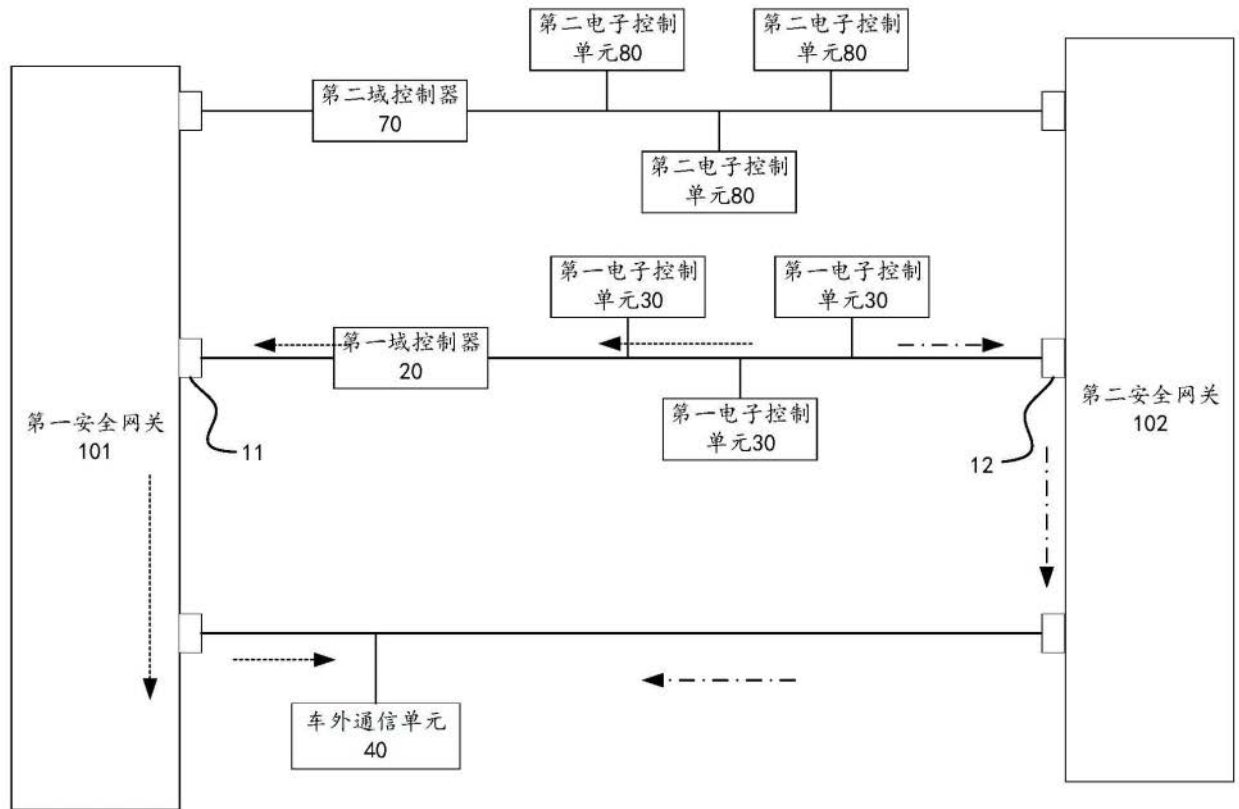 第二电子控制
单元80
第二电子控制
单元80
第二域控制器
70
第二电子控制
单元80
第一电子控制
单元30
第一电子控制
单元30
第一域控制器
20
第一电子控制
单元30
第一安全网关
101
第二安全网关
102
11
12
车外通信单元
40